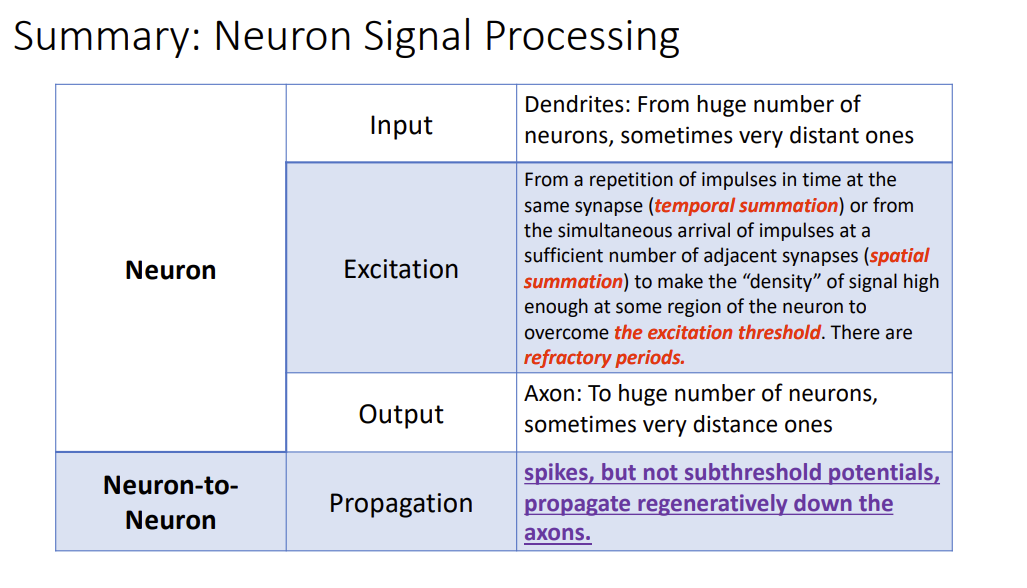 Summary: Neuron Signal Processing
Neuron
Input
Dendrites: From huge number of
neurons, sometimes very distant ones
Excitation
From a repetition of impulses in time at the
same synapse (temporal summation) or from
the simultaneous arrival of impulses at a
sufficient number of adjacent synapses (spatial
summation) to make the “density” of signal high
enough at some region of the neuron to
overcome the excitation threshold. There are
refractory periods.
Output
Axon: To huge number of neurons,
sometimes very distance ones
Neuron-to-
Neuron
Propagation
spikes, but not subthreshold potentials,
propagate regeneratively down the
axons.